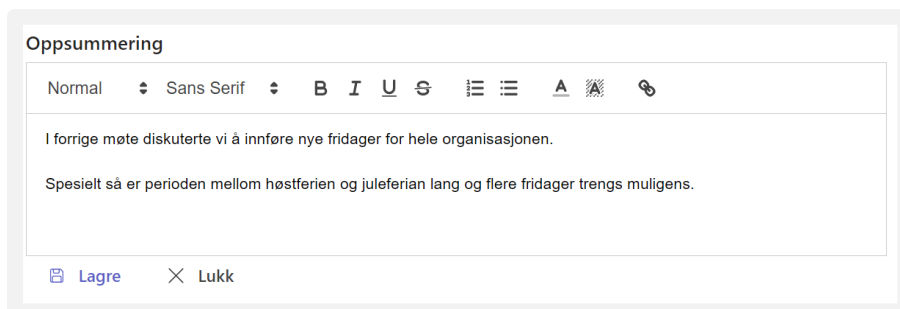 Oppsummering
Normal Sans Serif B I U S A A
I forrige møte diskuterte vi å innføre nye fridager for hele organisasjonen.
Spesielt så er perioden mellom høstferien og juleferian lang og flere fridager trengs muligens.
Lagre Lukk